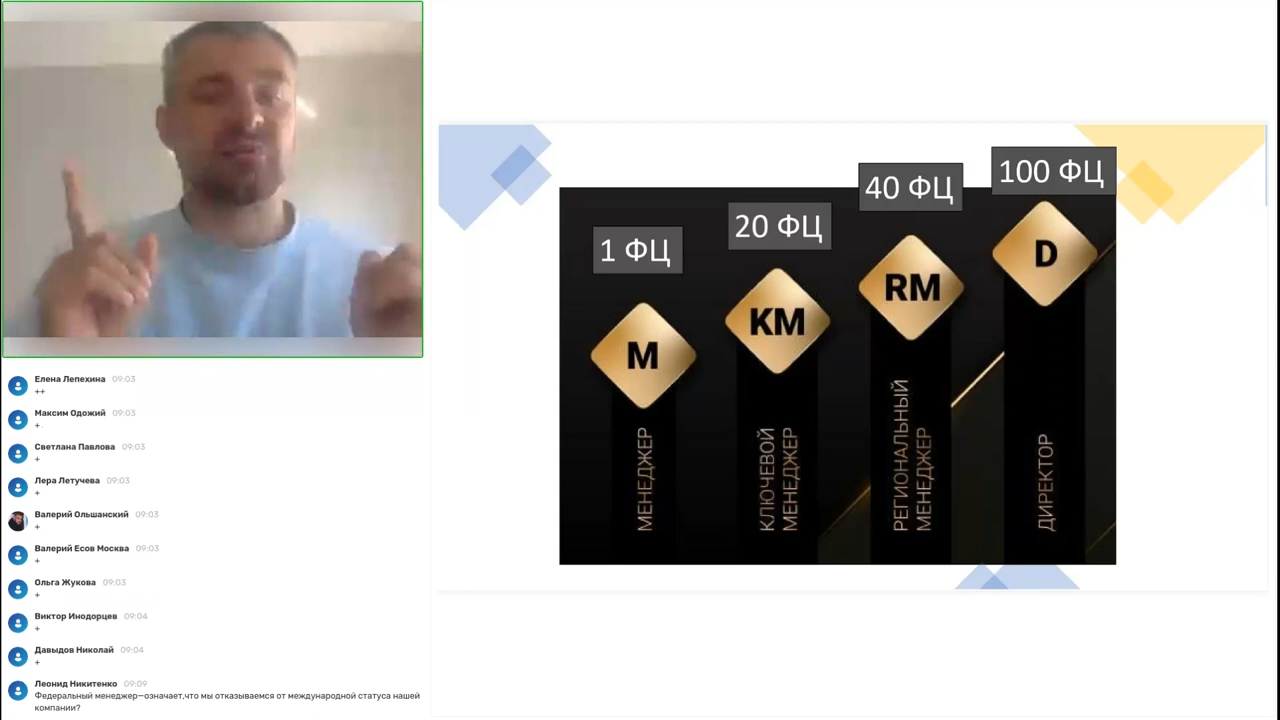 Елена Лепехина 09:03
++
Максим Одожий 09:03
+.
Светлана Павлова 09:03
+
Лера Летучева 09:03
+
Валерий Ольшанский 09:03
+
Валерий Есов Москва 09:03
+
Ольга Жукова 09:03
+
Виктор Инодорцев 09:04
+
Давыдов Николай 09:04
+
Леонид Никитенко 09:09
Федеральный менеджер—означает,что мы отказываемся от международной статуса нашей
компании?
1 ФЦ
20 ФЦ
40 ФЦ
100 ФЦ
M
KM
RM
D
МЕНЕДЖЕР
КЛЮЧЕВОЙ
МЕНЕДЖЕР
РЕГИОНАЛЬНЫЙ
МЕНЕДЖЕР
ДИРЕКТОР